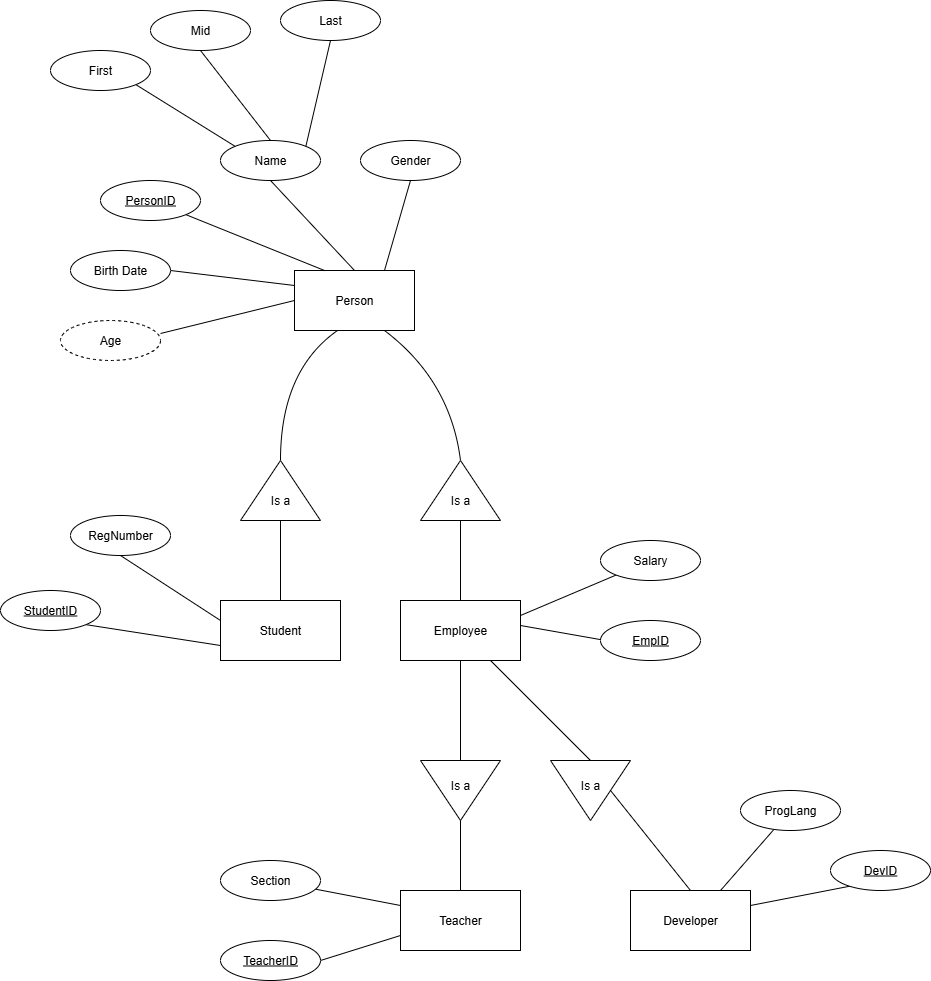 Last
Mid
First
Name
Gender
PersonID
Birth Date
Person
Age
Is a
Is a
RegNumber
Salary
StudentID
Student
Employee
EmpID
Is a
Is a
ProgLang
Section
DevID
Teacher
Developer
TeacherID